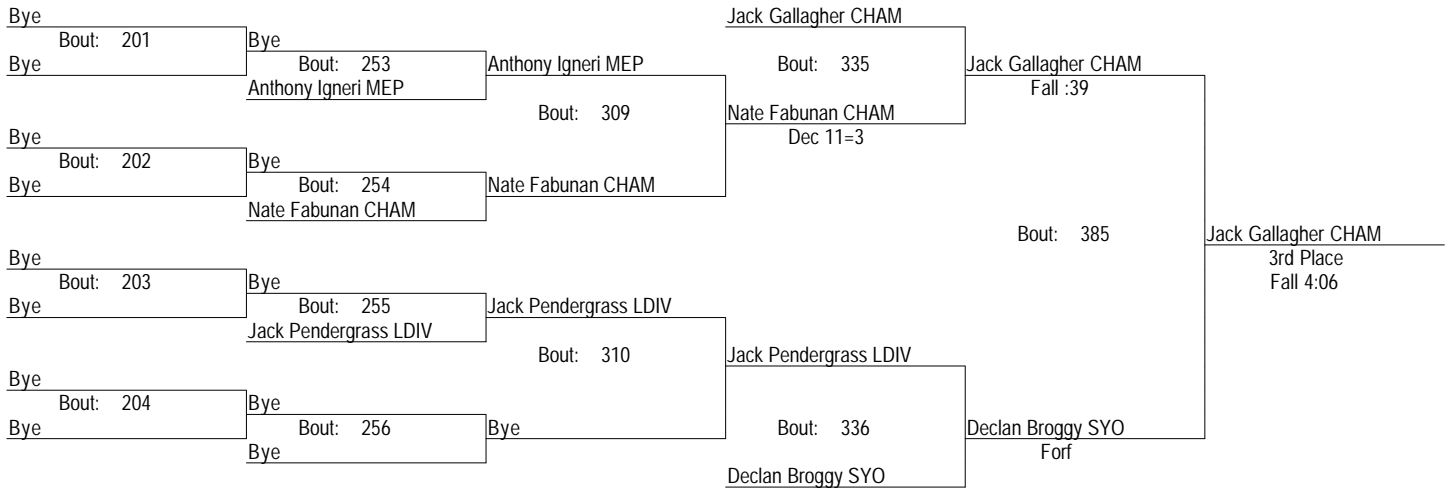 Bye
Bout: 201
Bye
Bye
Bout: 253
Anthony Igneri MEP
Bye
Bout: 202
Bye
Bye
Bout: 254
Nate Fabunan CHAM
Bye
Bout: 203
Bye
Bye
Bout: 255
Jack Pendergrass LDIV
Bye
Bout: 204
Bye
Bye
Bout: 256
Bye
Anthony Igneri MEP
Bout: 309
Nate Fabunan CHAM
Jack Pendergrass LDIV
Bout: 310
Bye
Jack Gallagher CHAM
Bout: 335
Nate Fabunan CHAM
Dec 11=3
Jack Pendergrass LDIV
Bout: 336
Declan Broggy SYO
Jack Gallagher CHAM
Fall :39
Bout: 385
Declan Broggy SYO
Forf
Jack Gallagher CHAM
3rd Place
Fall 4:06